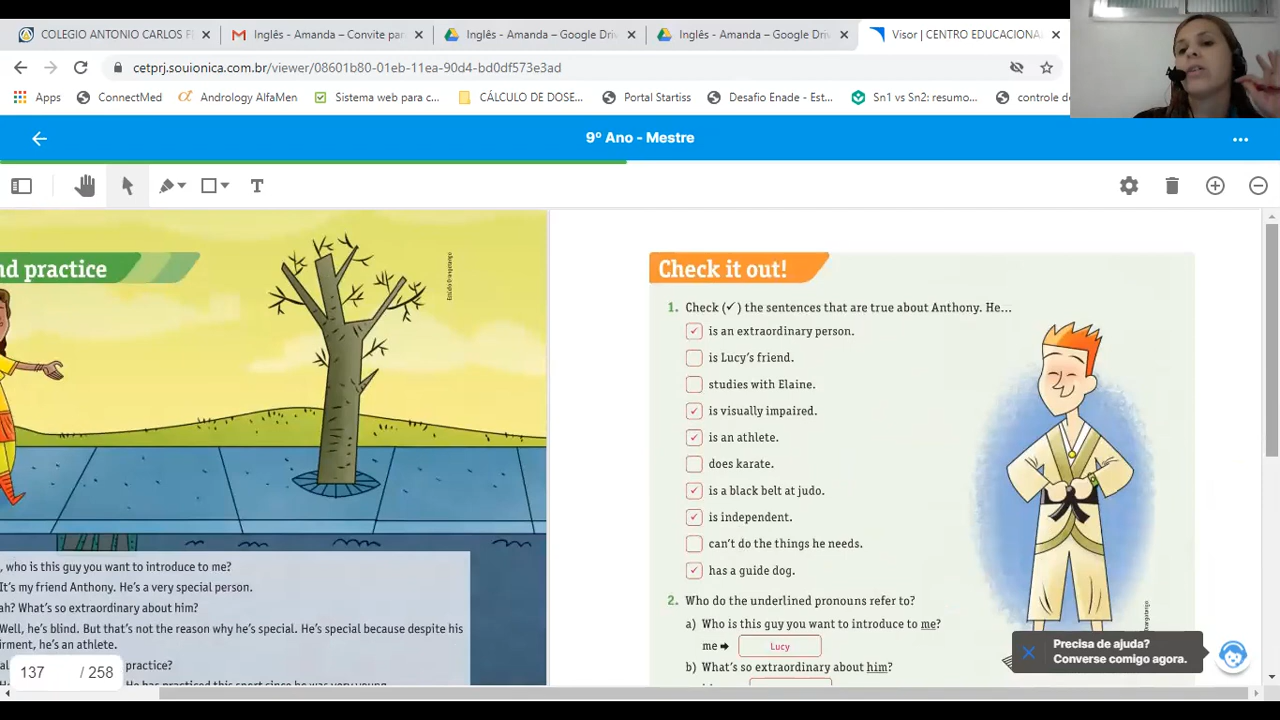 COLEGIO ANTONIO CARLOS
Inglês - Amanda – Convite par
Inglês - Amanda – Google Driv
Inglês - Amanda – Google Driv
Visor | CENTRO EDUCACIONA
cetprj.souionica.com.br/viewer/08601b80-01eb-11ea-90d4-bd0df573e3ad
Apps
ConnectMed
Andrology AlfaMen
Sistema web para c...
CÁLCULO DE DOSE...
Portal Startiss
Desafio Enade - Est...
Sn1 vs Sn2: resumo...
controle d
9º Ano - Mestre
T
nd practice
, who is this guy you want to introduce to me?
It's my friend Anthony. He's a very special person.
ah? What's so extraordinary about him?
Well, he's blind. But that's not the reason why he's special. He's special because despite his
irment, he's an athlete.
practice?
137 / 258
Check it out!
1. Check (✓) the sentences that are true about Anthony. He...
✓ is an extraordinary person.
is Lucy's friend.
studies with Elaine.
✓ is visually impaired.
✓ is an athlete.
does karate.
✓ is a black belt at judo.
✓ is independent.
can't do the things he needs.
✓ has a guide dog.
2. Who do the underlined pronouns refer to?
a) Who is this guy you want to introduce to me?
me ➡ Lucy
b) What's so extraordinary about him?
Precisa de ajuda?
Converse comigo agora.